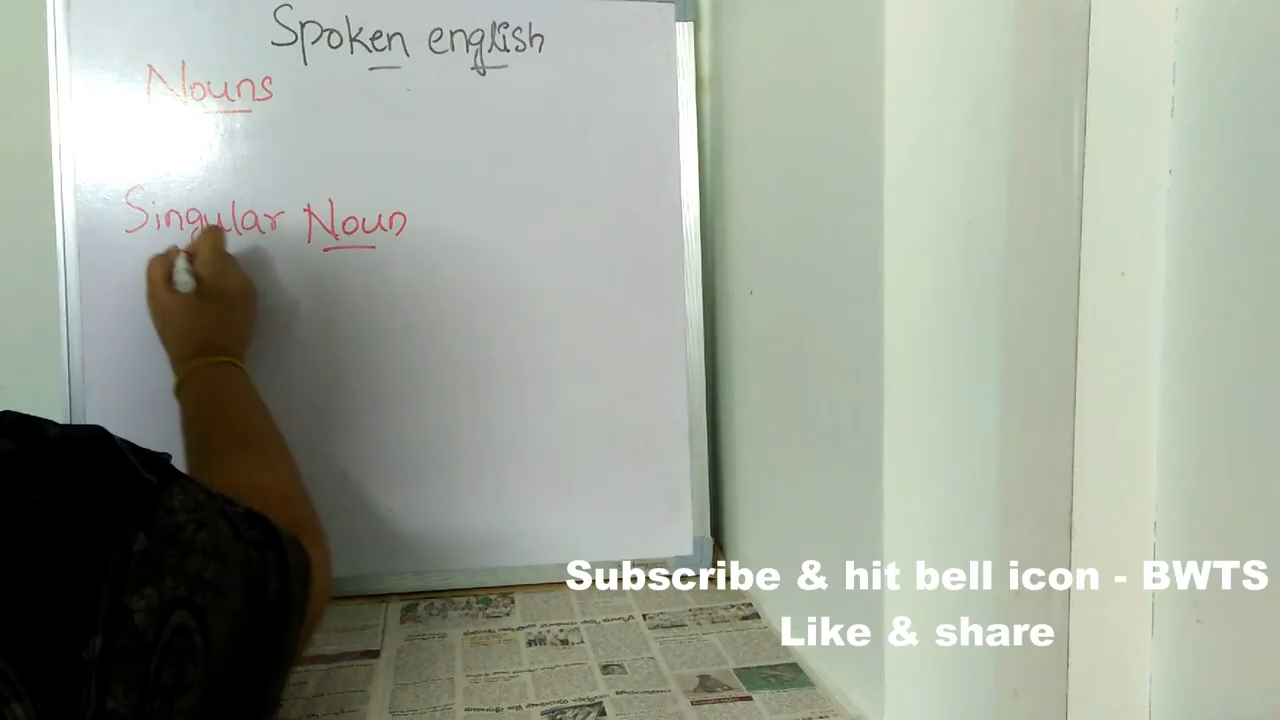 Spoken english
Nouns
Singular Noun
Subscribe & hit bell icon - BWTS
Like & share